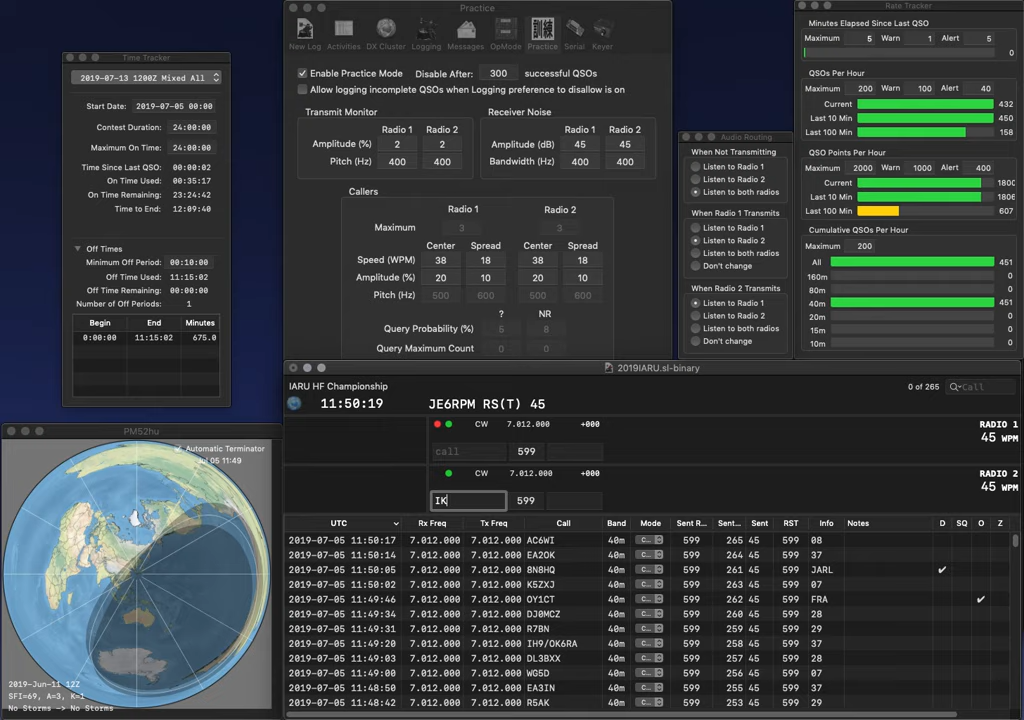 Practice
New Log Activities DX Cluster Logging Messages OpMode Practice Serial Keyer
訓練
Enable Practice Mode Disable After: 300 successful QSOs
Allow logging incomplete QSOs when Logging preference to disallow is on
Transmit Monitor
Radio 1 Radio 2
Amplitude (%) 2 2
Pitch (Hz) 400 400
Receiver Noise
Radio 1 Radio 2
Amplitude (dB) 45 45
Bandwidth (Hz) 400 400
Callers
Radio 1 Radio 2
Maximum 3 3
Center Spread Center Spread
Speed (WPM) 38 18 38 18
Amplitude (%) 20 10 20 10
Pitch (Hz) 500 600 500 600
? NR
Query Probability (%) 5 8
Query Maximum Count 0 0
Time Tracker
2019-07-13 1200Z Mixed All
Start Date: 2019-07-05 00:00
Contest Duration: 24:00:00
Maximum On Time: 24:00:00
Time Since Last QSO: 00:00:02
On Time Used: 00:35:17
On Time Remaining: 23:24:42
Time to End: 12:09:40
Off Times
Minimum Off Period: 00:10:00
Off Time Used: 11:15:02
Off Time Remaining: 00:00:00
Number of Off Periods: 1
Begin End Minutes
0:00:00 11:15:02 675.0
Audio Routing
When Not Transmitting
Listen to Radio 1
Listen to Radio 2
Listen to both radios
When Radio 1 Transmits
Listen to Radio 1
Listen to Radio 2
Listen to both radios
Don't change
When Radio 2 Transmits
Listen to Radio 1
Listen to Radio 2
Listen to both radios
Don't change
Rate Tracker
Minutes Elapsed Since Last QSO
Maximum 5 Warn 1 Alert 5
0
QSOs Per Hour
Maximum 200 Warn 100 Alert 40
Current 432
Last 10 Min 450
Last 100 Min 158
QSO Points Per Hour
Maximum 2000 Warn 1000 Alert 400
Current 1800
Last 10 Min 1806
Last 100 Min 607
Cumulative QSOs Per Hour
Maximum 200
All 451
160m 0
80m 0
40m 451
20m 0
15m 0
10m 0
PM52hu
Automatic Terminator
Jul 05 11:49
2019-Jun-11 12Z
SFI=69, A=3, K=1
No Storms -> No Storms
2019IARU.sl-binary
IARU HF Championship
0 of 265 Call
11:50:19 JE6RPM RS(T) 45
CW 7.012.000 +000 RADIO 1
45 WPM
call 599
CW 7.012.000 +000 RADIO 2
45 WPM
IK 599
UTC Rx Freq Tx Freq Call Band Mode Sent R... Sent... Sent RST Info Notes D SQ O Z
2019-07-05 11:50:17 7.012.000 7.012.000 AC6WI 40m C... 599 265 45 599 08
2019-07-05 11:50:14 7.012.000 7.012.000 EA2OK 40m C... 599 264 45 599 37
2019-07-05 11:50:05 7.012.000 7.012.000 8N8HQ 40m C... 599 261 45 599 JARL ✔
2019-07-05 11:50:02 7.012.000 7.012.000 K5ZXJ 40m C... 599 263 45 599 07
2019-07-05 11:49:46 7.012.000 7.012.000 OY1CT 40m C... 599 262 45 599 FRA ✔
2019-07-05 11:49:34 7.012.000 7.012.000 DJ0MCZ 40m C... 599 260 45 599 28
2019-07-05 11:49:31 7.012.000 7.012.000 R7BN 40m C... 599 259 45 599 29
2019-07-05 11:49:20 7.012.000 7.012.000 IH9/OK6RA 40m C... 599 258 45 599 37
2019-07-05 11:49:03 7.012.000 7.012.000 DL3BXX 40m C... 599 257 45 599 28
2019-07-05 11:49:00 7.012.000 7.012.000 WG5D 40m C... 599 256 45 599 07
2019-07-05 11:48:50 7.012.000 7.012.000 EA3IN 40m C... 599 255 45 599 37
2019-07-05 11:48:42 7.012.000 7.012.000 R5AK 40m C... 599 253 45 599 29